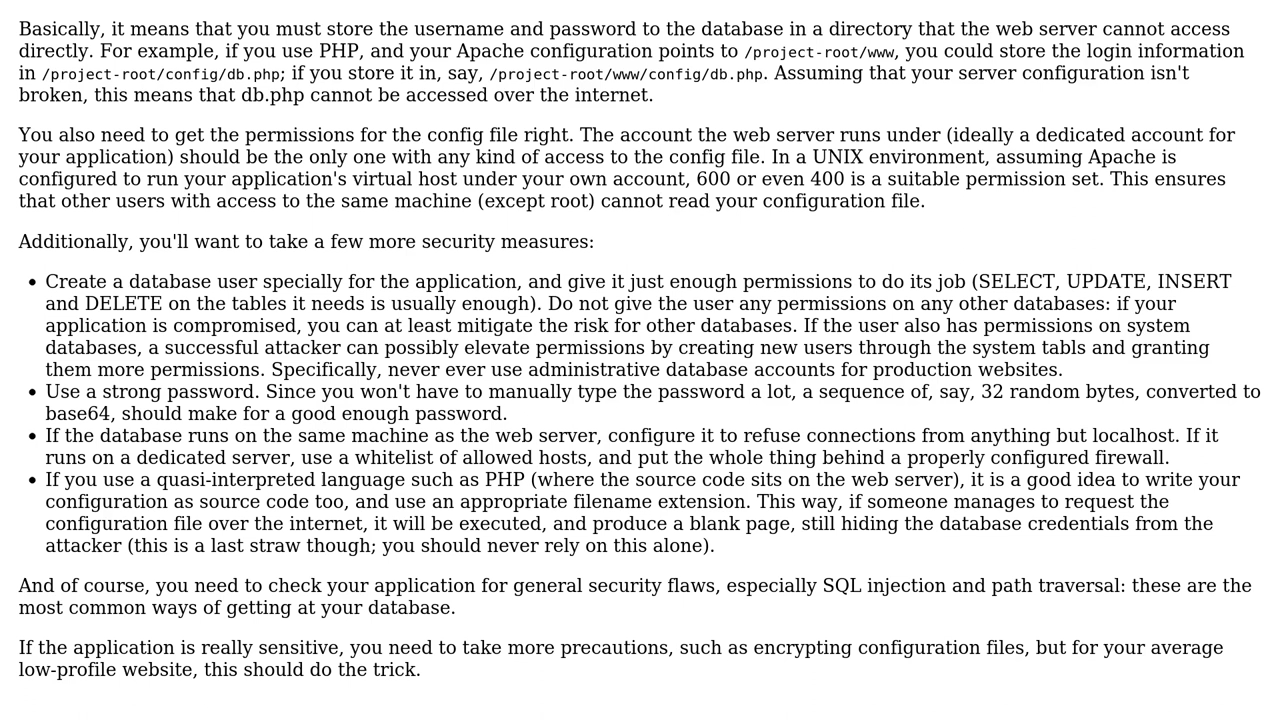 Basically, it means that you must store the username and password to the database in a directory that the web server cannot access
directly. For example, if you use PHP, and your Apache configuration points to /project-root/www, you could store the login information
in /project-root/config/db.php; if you store it in, say, /project-root/www/config/db.php. Assuming that your server configuration isn't
broken, this means that db.php cannot be accessed over the internet.
You also need to get the permissions for the config file right. The account the web server runs under (ideally a dedicated account for
your application) should be the only one with any kind of access to the config file. In a UNIX environment, assuming Apache is
configured to run your application's virtual host under your own account, 600 or even 400 is a suitable permission set. This ensures
that other users with access to the same machine (except root) cannot read your configuration file.
Additionally, you'll want to take a few more security measures:
• Create a database user specially for the application, and give it just enough permissions to do its job (SELECT, UPDATE, INSERT
and DELETE on the tables it needs is usually enough). Do not give the user any permissions on any other databases: if your
application is compromised, you can at least mitigate the risk for other databases. If the user also has permissions on system
databases, a successful attacker can possibly elevate permissions by creating new users through the system tabls and granting
them more permissions. Specifically, never ever use administrative database accounts for production websites.
• Use a strong password. Since you won't have to manually type the password a lot, a sequence of, say, 32 random bytes, converted to
base64, should make for a good enough password.
• If the database runs on the same machine as the web server, configure it to refuse connections from anything but localhost. If it
runs on a dedicated server, use a whitelist of allowed hosts, and put the whole thing behind a properly configured firewall.
• If you use a quasi-interpreted language such as PHP (where the source code sits on the web server), it is a good idea to write your
configuration as source code too, and use an appropriate filename extension. This way, if someone manages to request the
configuration file over the internet, it will be executed, and produce a blank page, still hiding the database credentials from the
attacker (this is a last straw though; you should never rely on this alone).
And of course, you need to check your application for general security flaws, especially SQL injection and path traversal: these are the
most common ways of getting at your database.
If the application is really sensitive, you need to take more precautions, such as encrypting configuration files, but for your average
low-profile website, this should do the trick.